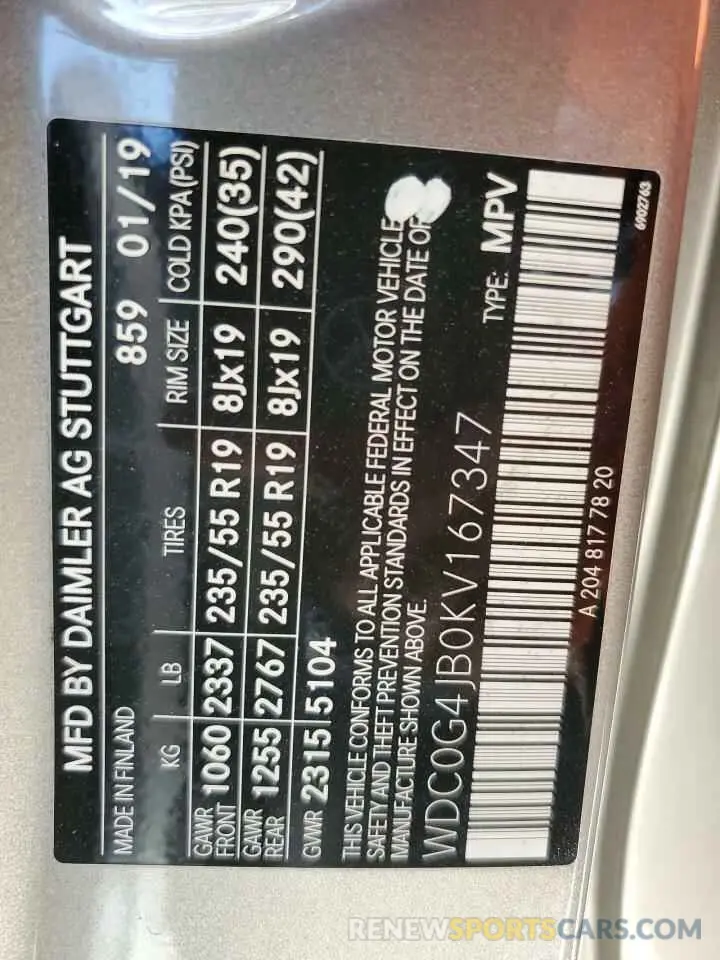 MFD BY DAIMLER AG STUTTGART
MADE IN FINLAND 859 01/19
KG LB TIRES RIM SIZE COLD KPA (PSI)
GAWR FRONT 1060 2337 235/55 R19 8Jx19 240(35)
GAWR REAR 1255 2767 235/55 R19 8Jx19 290(42)
GVWR 2315 5104
THIS VEHICLE CONFORMS TO ALL APPLICABLE FEDERAL MOTOR VEHICLE
SAFETY AND THEFT PREVENTION STANDARDS IN EFFECT ON THE DATE OF
MANUFACTURE SHOWN ABOVE.
WDC0G4JB0KV167347 TYPE: MPV
A 204 817 78 20
6902763
RENEWSPORTSCARS.COM